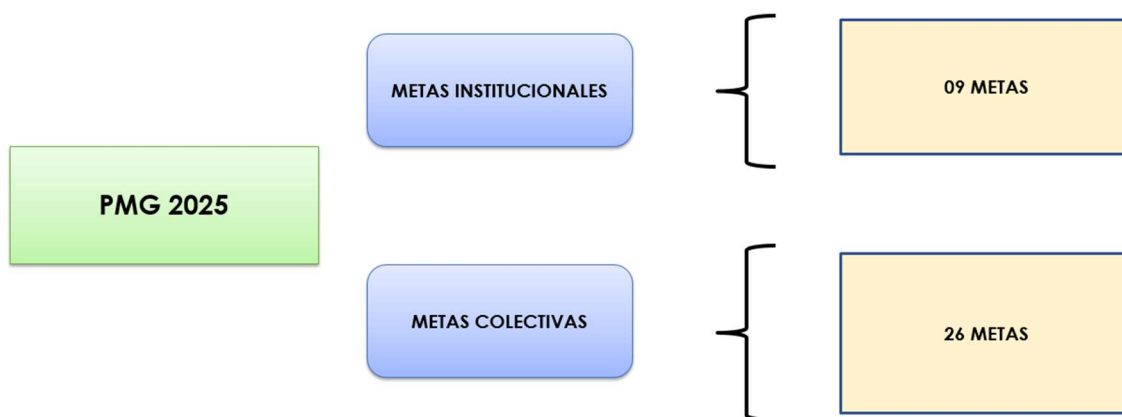 METAS INSTITUCIONALES
09 METAS
PMG 2025
METAS COLECTIVAS
26 METAS